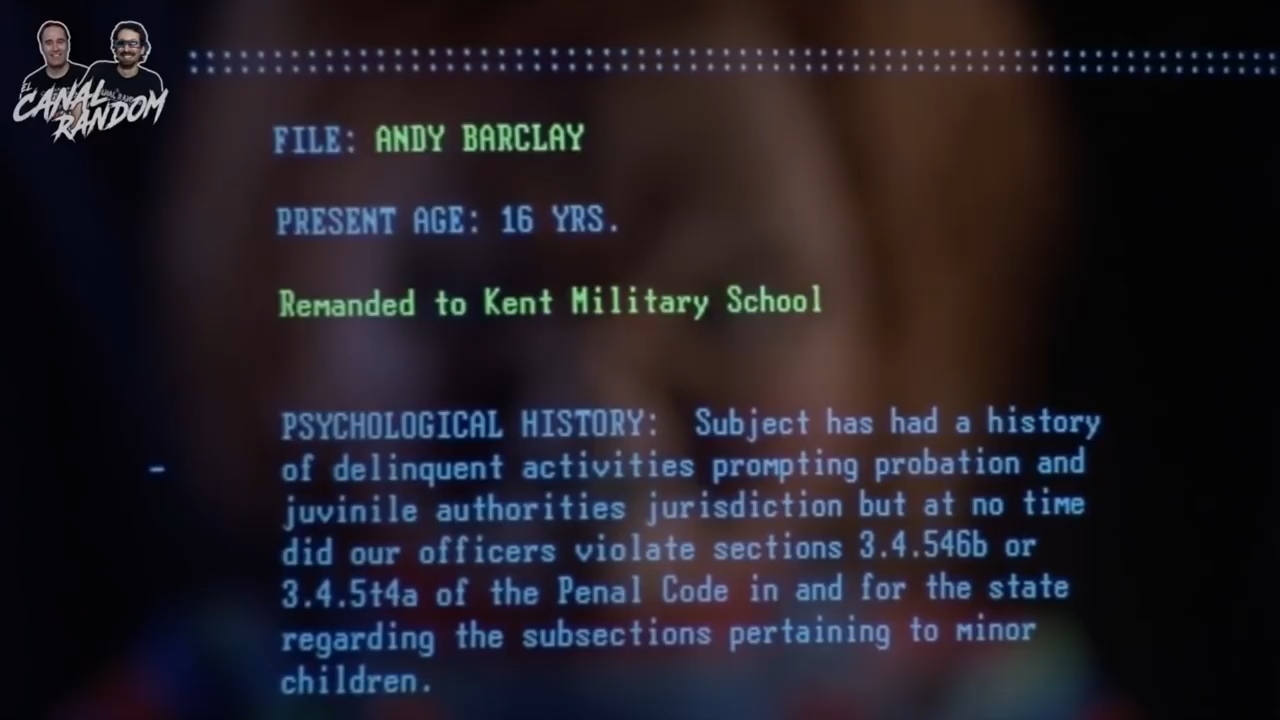 EL
CANAL
RANDOM
FILE: ANDY BARCLAY
PRESENT AGE: 16 YRS.
Remanded to Kent Military School
PSYCHOLOGICAL HISTORY: Subject has had a history
of delinquent activities prompting probation and
juvinile authorities jurisdiction but at no time
did our officers violate sections 3.4.546b or
3.4.5t4a of the Penal Code in and for the state
regarding the subsections pertaining to minor
children.